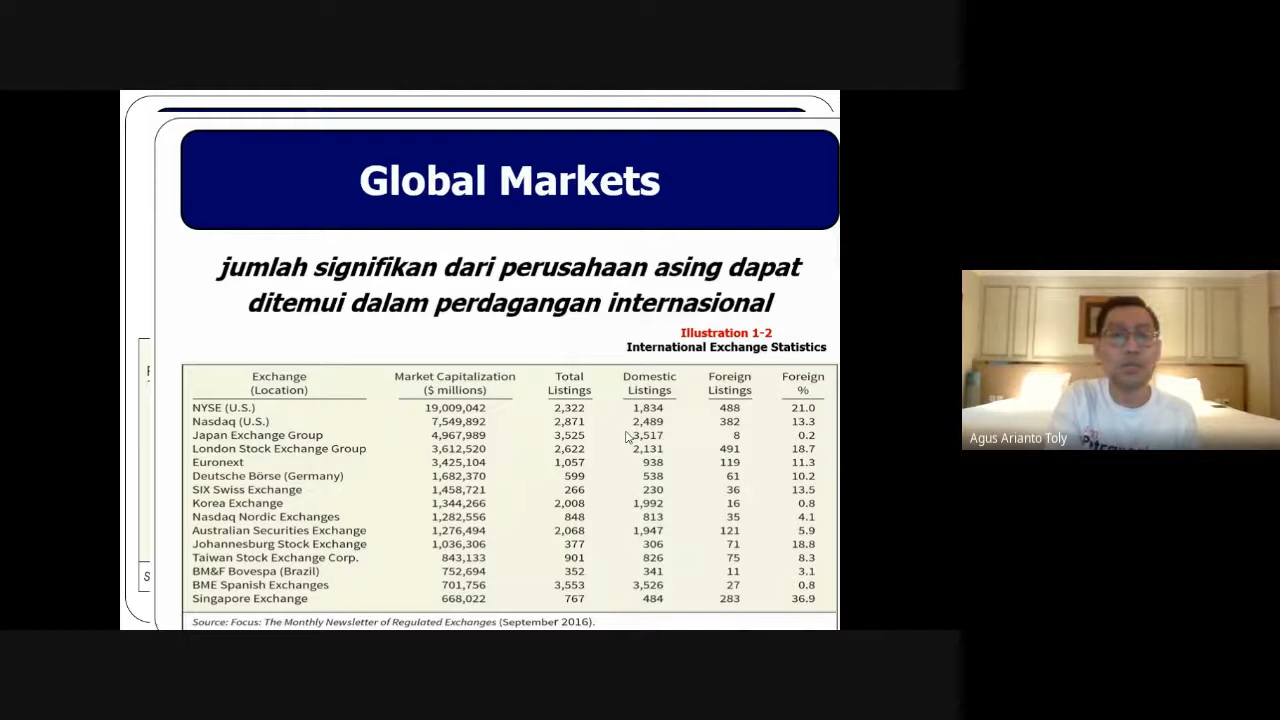 Global Markets
jumlah signifikan dari perusahaan asing dapat
ditemui dalam perdagangan internasional
Illustration 1-2
International Exchange Statistics
Exchange (Location) Market Capitalization ($ millions) Total Listings Domestic Listings Foreign Listings Foreign %
NYSE (U.S.) 19,009,042 2,322 1,834 488 21.0
Nasdaq (U.S.) 7,549,892 2,871 2,489 382 13.3
Japan Exchange Group 4,967,989 3,525 3,517 8 0.2
London Stock Exchange Group 3,612,520 2,622 2,131 491 18.7
Euronext 3,425,104 1,057 938 119 11.3
Deutsche Börse (Germany) 1,682,370 599 538 61 10.2
SIX Swiss Exchange 1,458,721 266 230 36 13.5
Korea Exchange 1,344,266 2,008 1,992 16 0.8
Nasdaq Nordic Exchanges 1,282,556 848 813 35 4.1
Australian Securities Exchange 1,276,494 2,068 1,947 121 5.9
Johannesburg Stock Exchange 1,036,306 377 306 71 18.8
Taiwan Stock Exchange Corp. 843,133 901 826 75 8.3
BM&F Bovespa (Brazil) 752,694 352 341 11 3.1
BME Spanish Exchanges 701,756 3,553 3,526 27 0.8
Singapore Exchange 668,022 767 484 283 36.9
Source: Focus: The Monthly Newsletter of Regulated Exchanges (September 2016).
Agus Arianto Toly